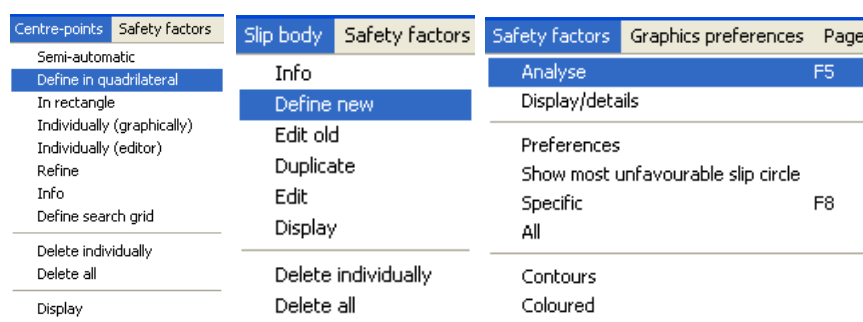 Centre-points Safety factors
Semi-automatic
Define in quadrilateral
In rectangle
Individually (graphically)
Individually (editor)
Refine
Info
Define search grid
Delete individually
Delete all
Display
Slip body Safety factors
Info
Define new
Edit old
Duplicate
Edit
Display
Delete individually
Delete all
Safety factors Graphics preferences Page
Analyse F5
Display/details
Preferences
Show most unfavourable slip circle
Specific F8
All
Contours
Coloured